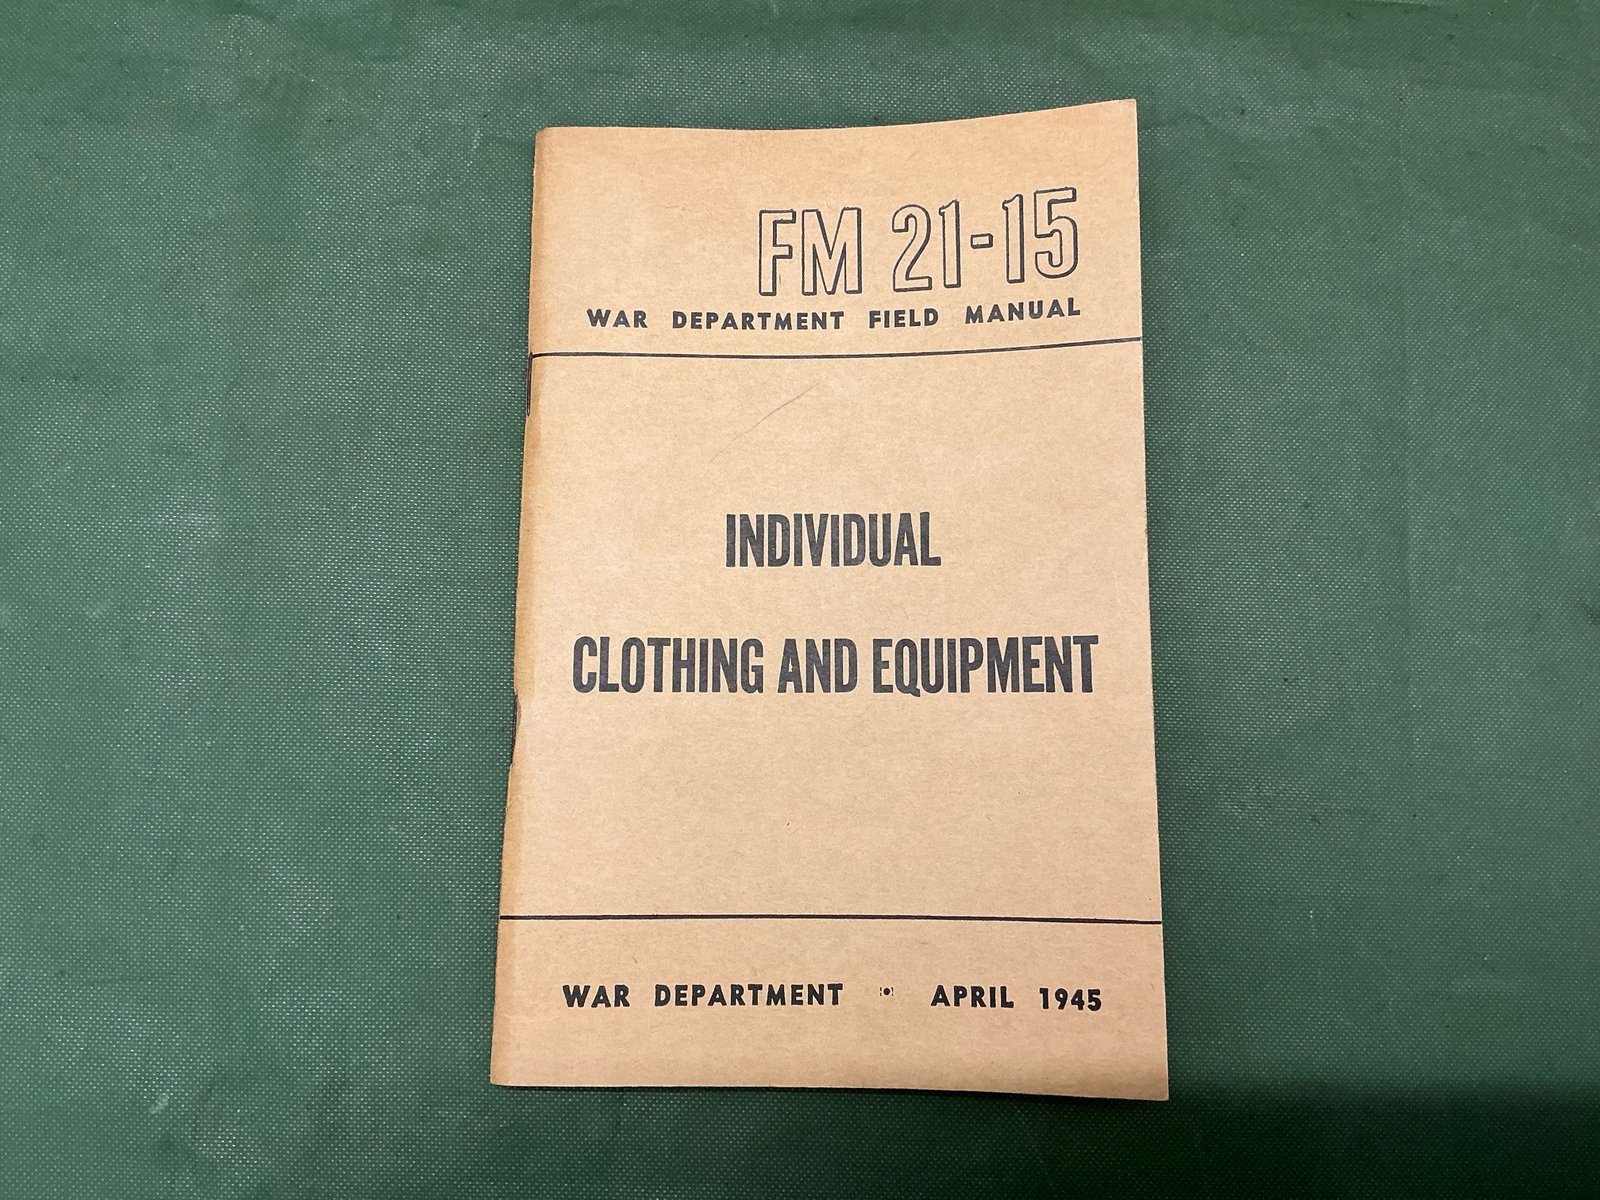 FM 21-15
WAR DEPARTMENT FIELD MANUAL
INDIVIDUAL
CLOTHING AND EQUIPMENT
WAR DEPARTMENT • APRIL 1945